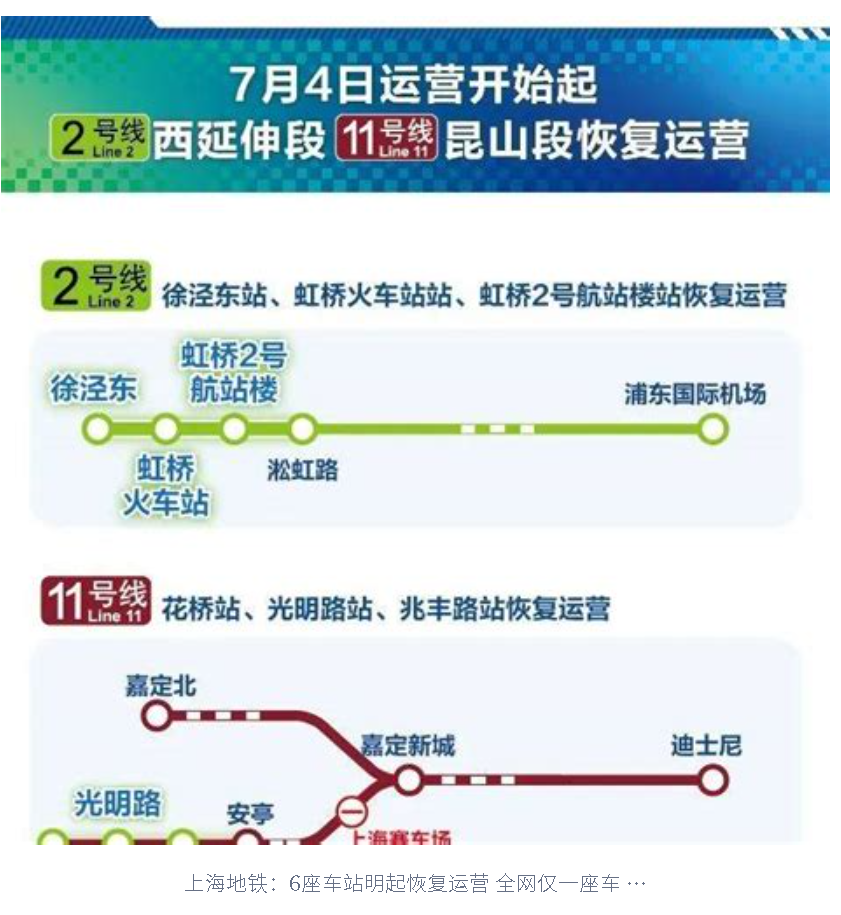 7月4日运营开始起
2号线 Line 2 西延伸段 11号线 Line 11 昆山段恢复运营
2号线 Line 2 徐泾东站、虹桥火车站站、虹桥2号航站楼站恢复运营
虹桥2号
航站楼
徐泾东
浦东国际机场
虹桥
火车站
淞虹路
11号线 Line 11 花桥站、光明路站、兆丰路站恢复运营
嘉定北
嘉定新城
迪士尼
光明路
安亭
上海赛车场
上海地铁：6座车站明起恢复运营 全网仅一座车 …